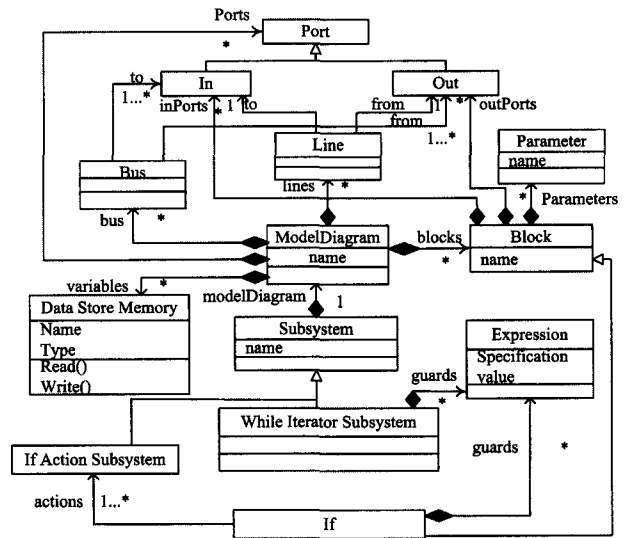 Ports
*
Port
In
Out
to
1...*
inPorts
*
1
to
from
1
*
outPorts
from
1...*
Line
Bus
Parameter
name
lines
*
*
Parameters
bus
*
ModelDiagram
name
blocks
*
Block
name
variables
*
modelDiagram
1
Data Store Memory
Name
Type
Read()
Write()
Subsystem
name
Expression
Specification
value
guards
*
While Iterator Subsystem
guards
*
If Action Subsystem
actions
1...*
If